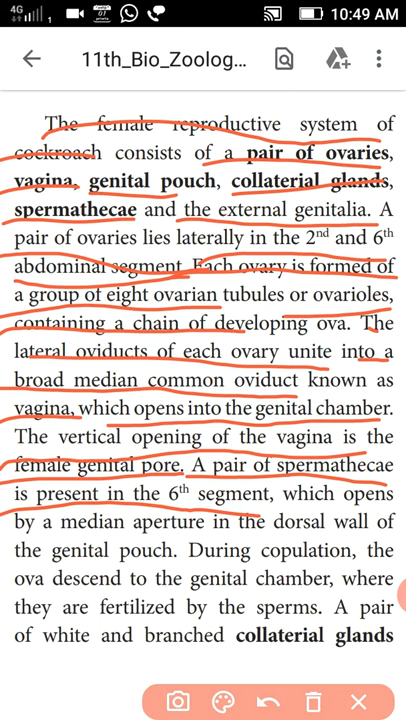 4G 1 10:49 AM
11th_Bio_Zoolog...
The female reproductive system of
cockroach consists of a pair of ovaries,
vagina, genital pouch, collaterial glands,
spermathecae and the external genitalia. A
pair of ovaries lies laterally in the 2nd and 6th
abdominal segment. Each ovary is formed of
a group of eight ovarian tubules or ovarioles,
containing a chain of developing ova. The
lateral oviducts of each ovary unite into a
broad median common oviduct known as
vagina, which opens into the genital chamber.
The vertical opening of the vagina is the
female genital pore. A pair of spermathecae
is present in the 6th segment, which opens
by a median aperture in the dorsal wall of
the genital pouch. During copulation, the
ova descend to the genital chamber, where
they are fertilized by the sperms. A pair
of white and branched collaterial glands